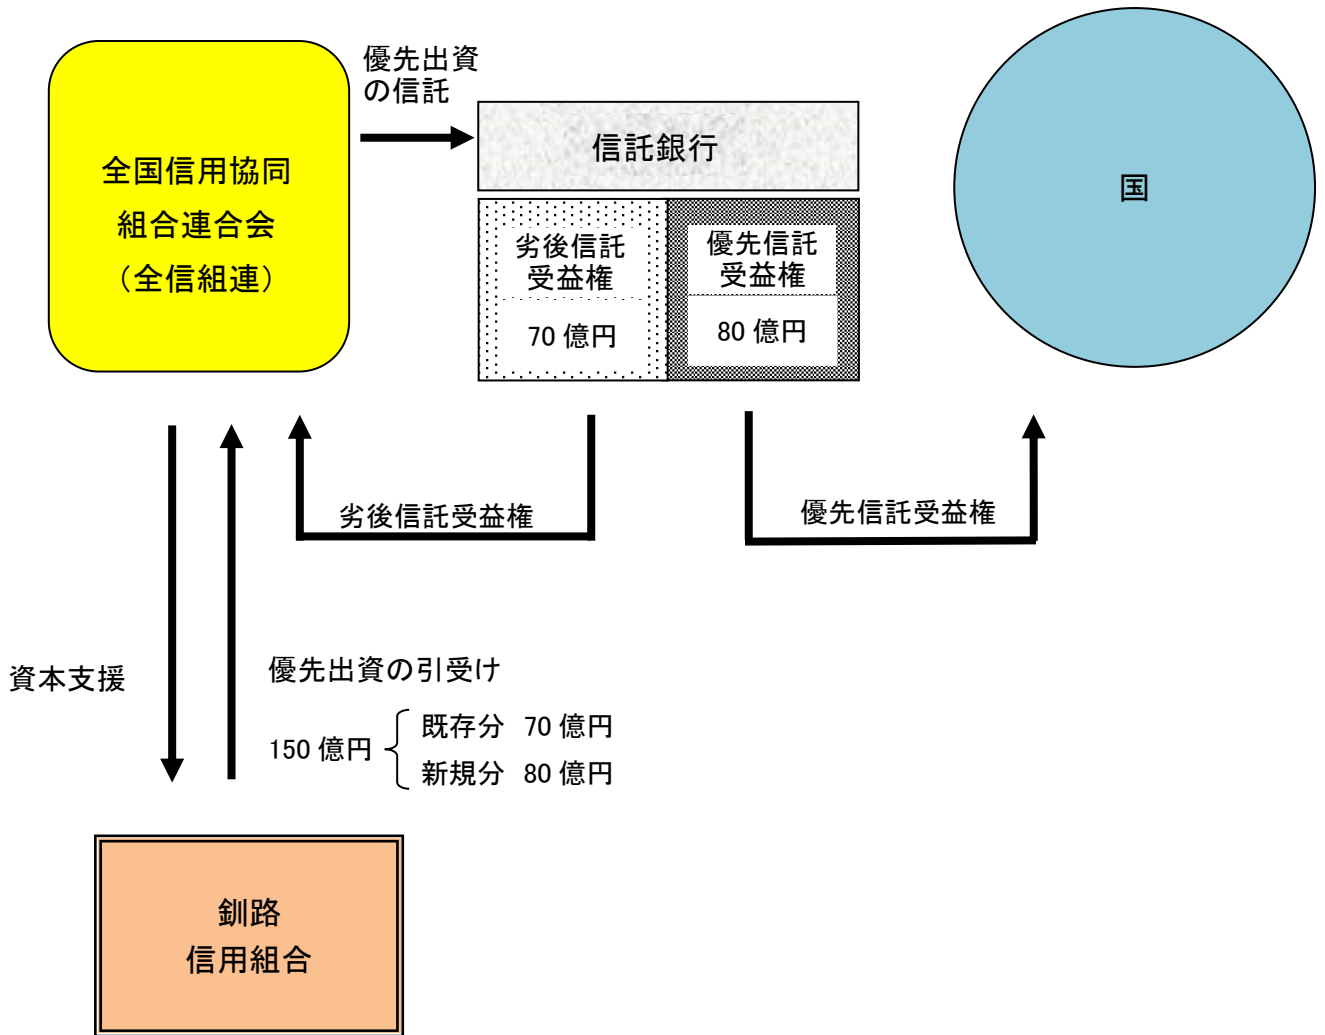 優先出資
の信託
全国信用協同
組合連合会
（全信組連）
信託銀行
国
劣後信託
受益権
70 億円
優先信託
受益権
80 億円
劣後信託受益権
優先信託受益権
資本支援
優先出資の引受け
150 億円
既存分 70 億円
新規分 80 億円
釧路
信用組合